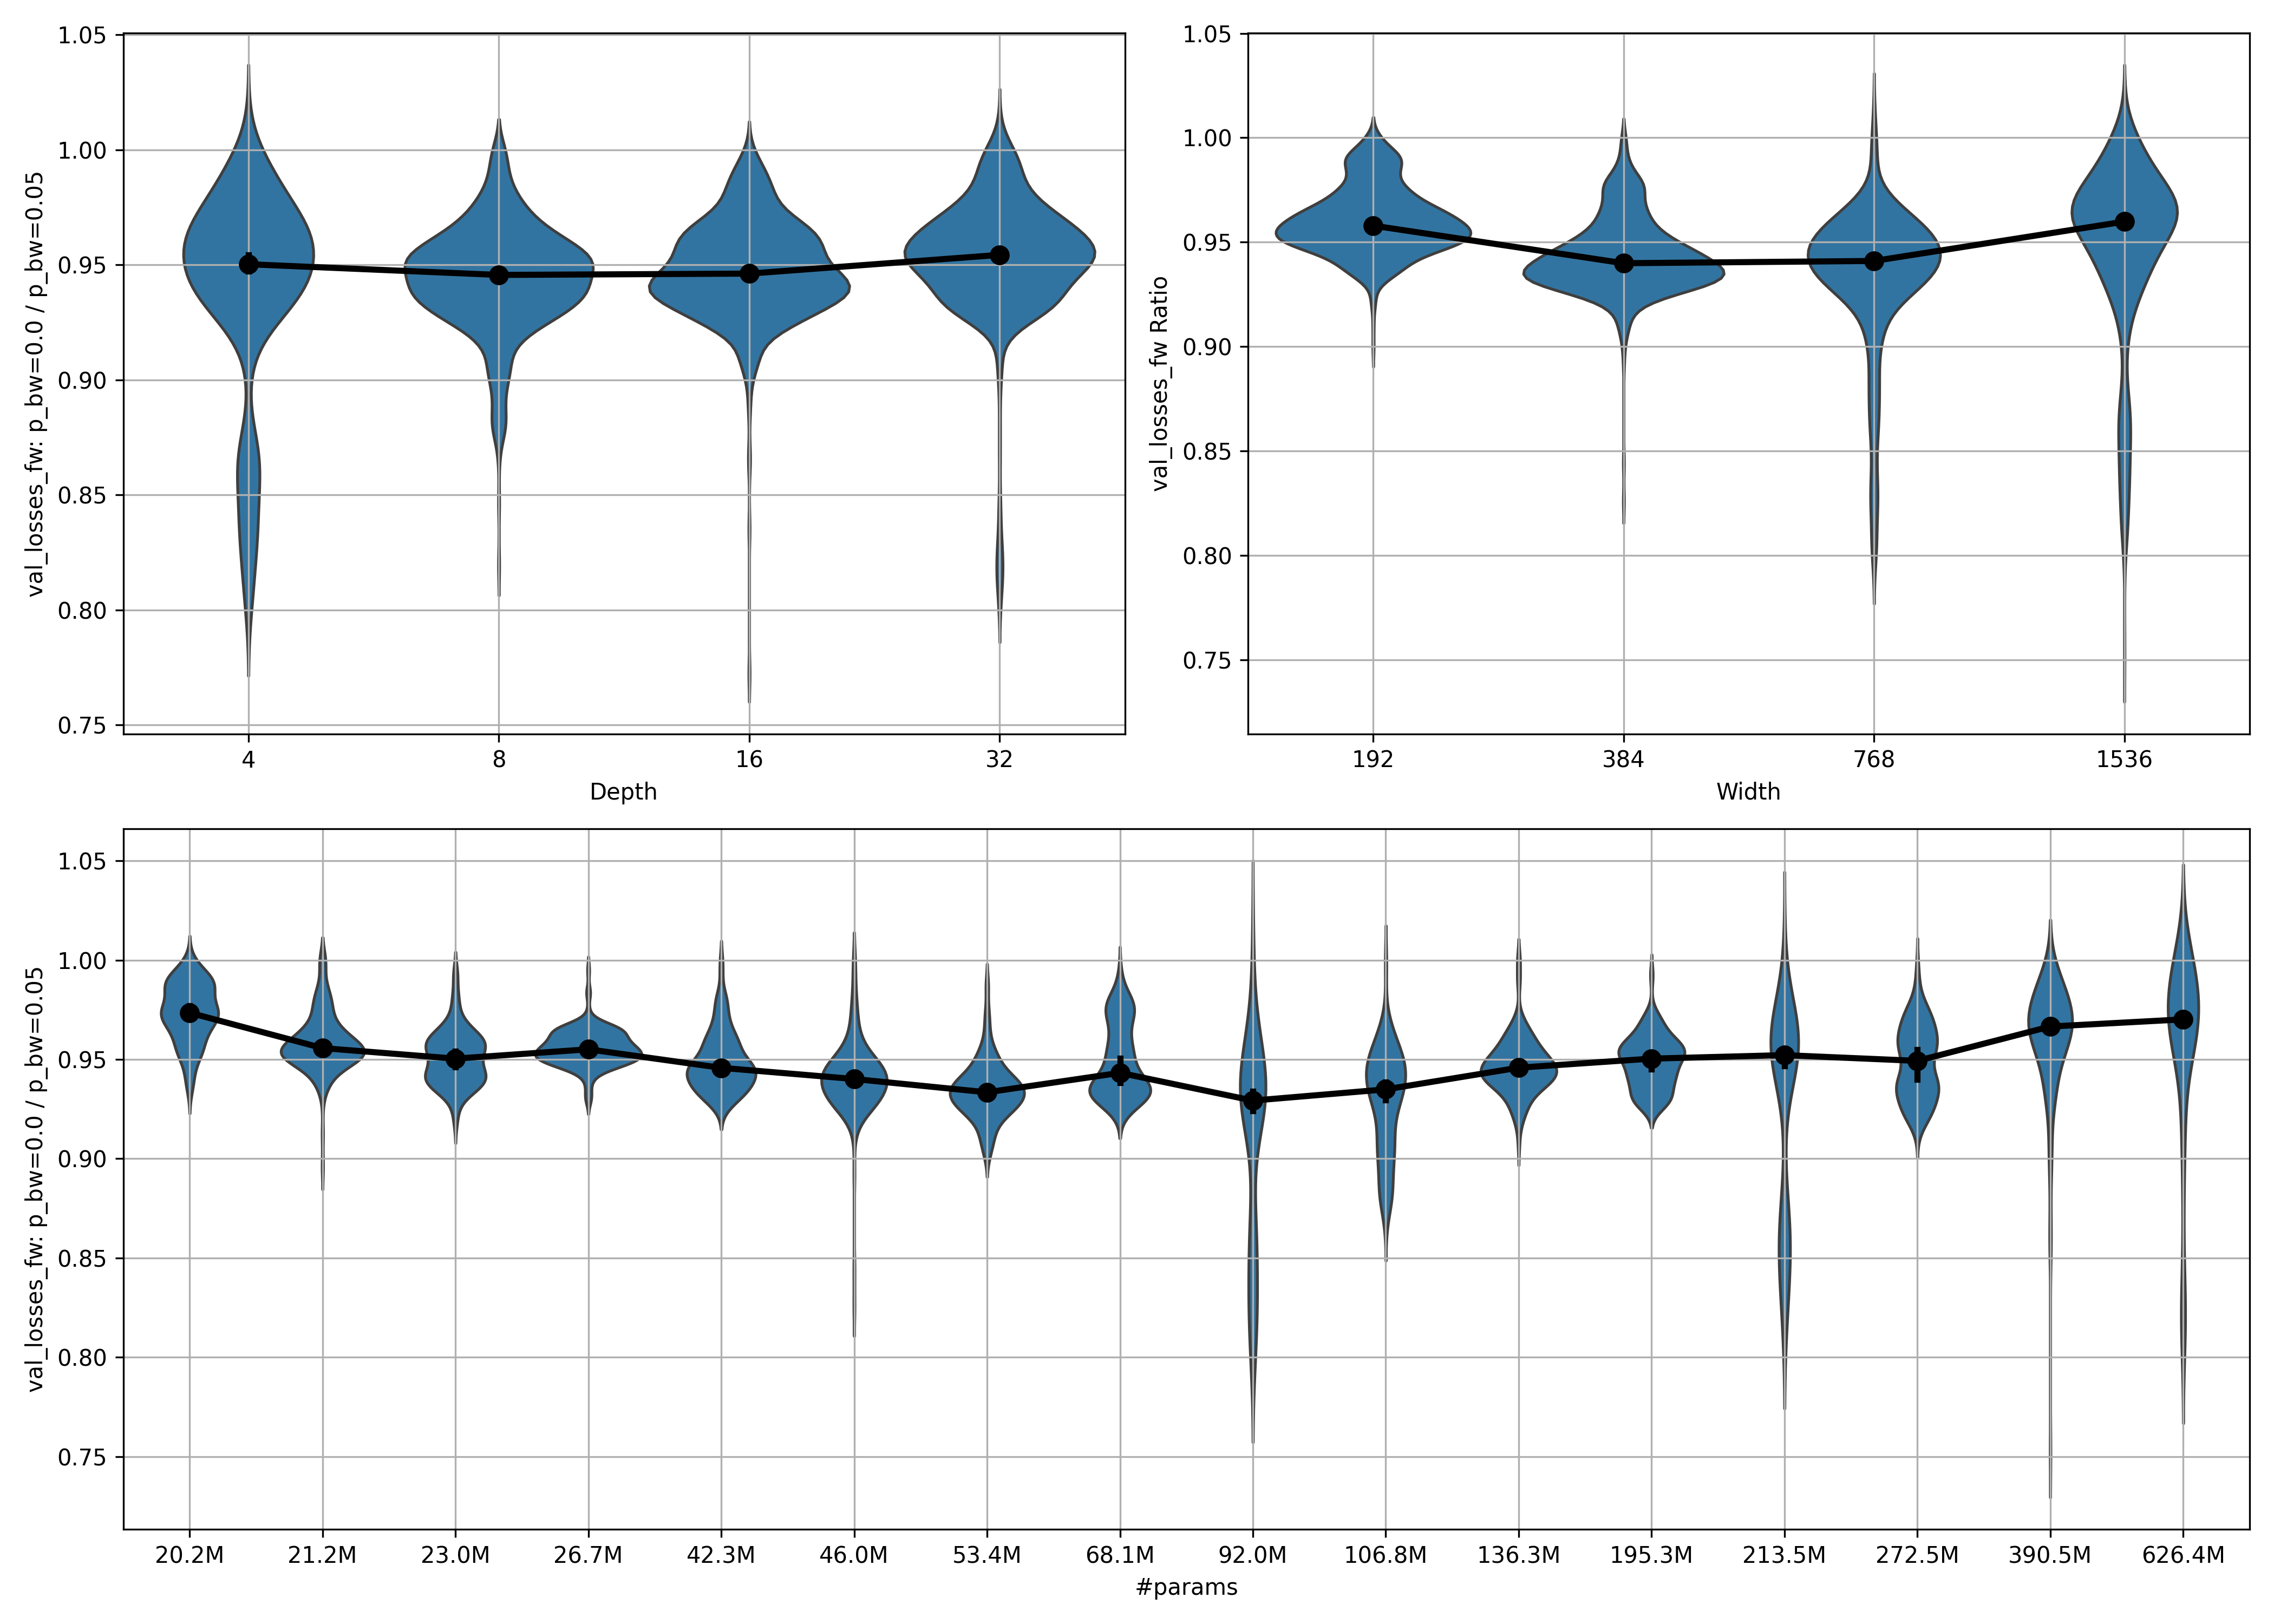 val_losses_fw: p_bw=0.0 / p_bw=0.05
1.05
1.00
0.95
0.90
0.85
0.80
0.75
4 8 16 32
Depth
val_losses_fw Ratio
1.05
1.00
0.95
0.90
0.85
0.80
0.75
192 384 768 1536
Width
val_losses_fw: p_bw=0.0 / p_bw=0.05
1.05
1.00
0.95
0.90
0.85
0.80
0.75
20.2M 21.2M 23.0M 26.7M 42.3M 46.0M 53.4M 68.1M 92.0M 106.8M 136.3M 195.3M 213.5M 272.5M 390.5M 626.4M
#params